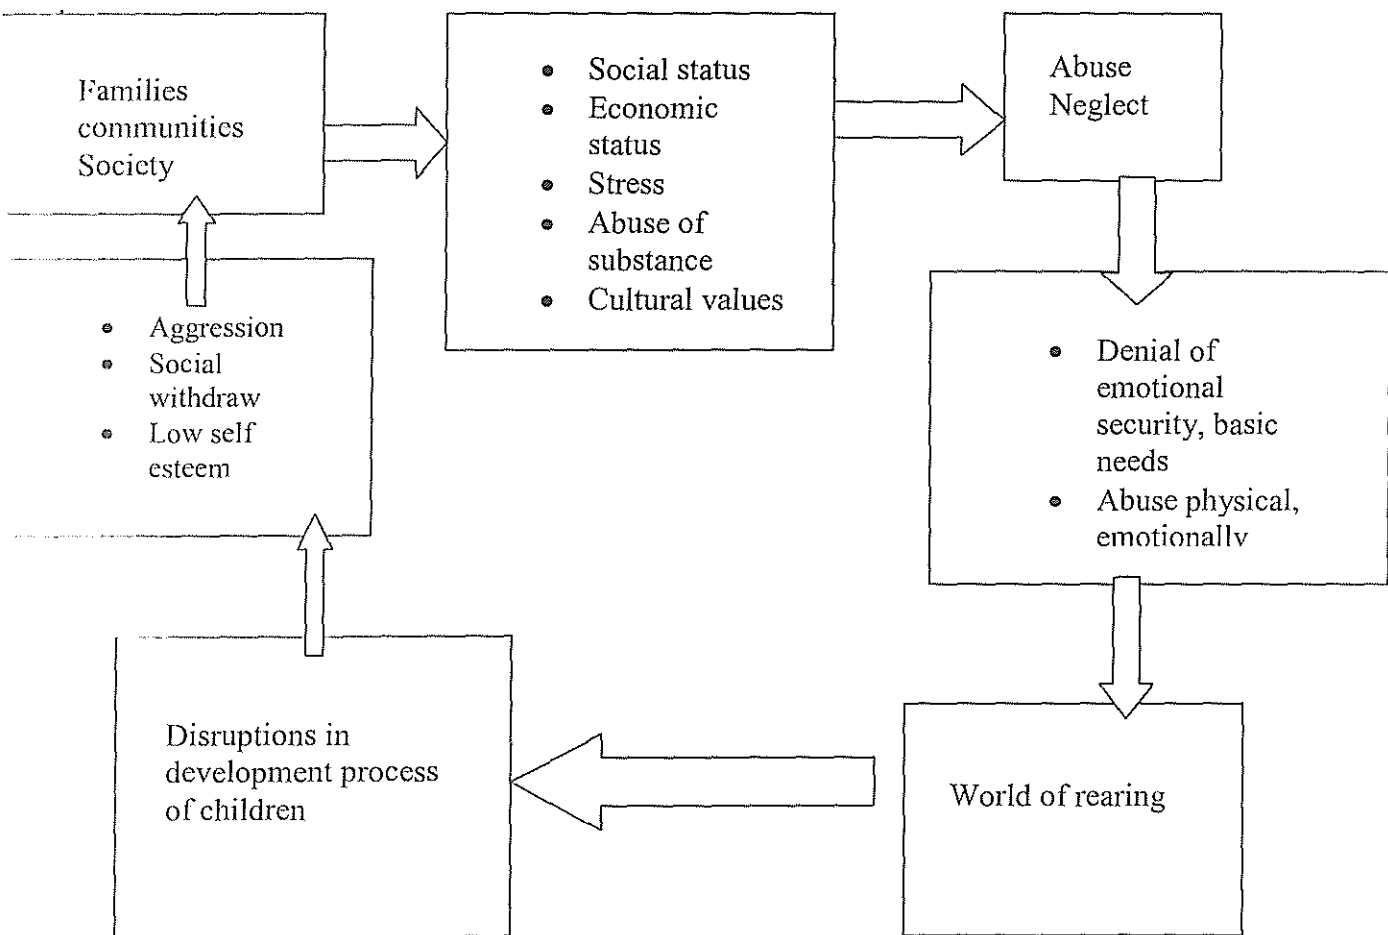 Families
communities
Society
• Social status
• Economic
status
• Stress
• Abuse of
substance
• Cultural values
Abuse
Neglect
• Denial of
emotional
security, basic
needs
• Abuse physical,
emotionally
World of rearing
Disruptions in
development process
of children
• Aggression
• Social
withdraw
• Low self
esteem